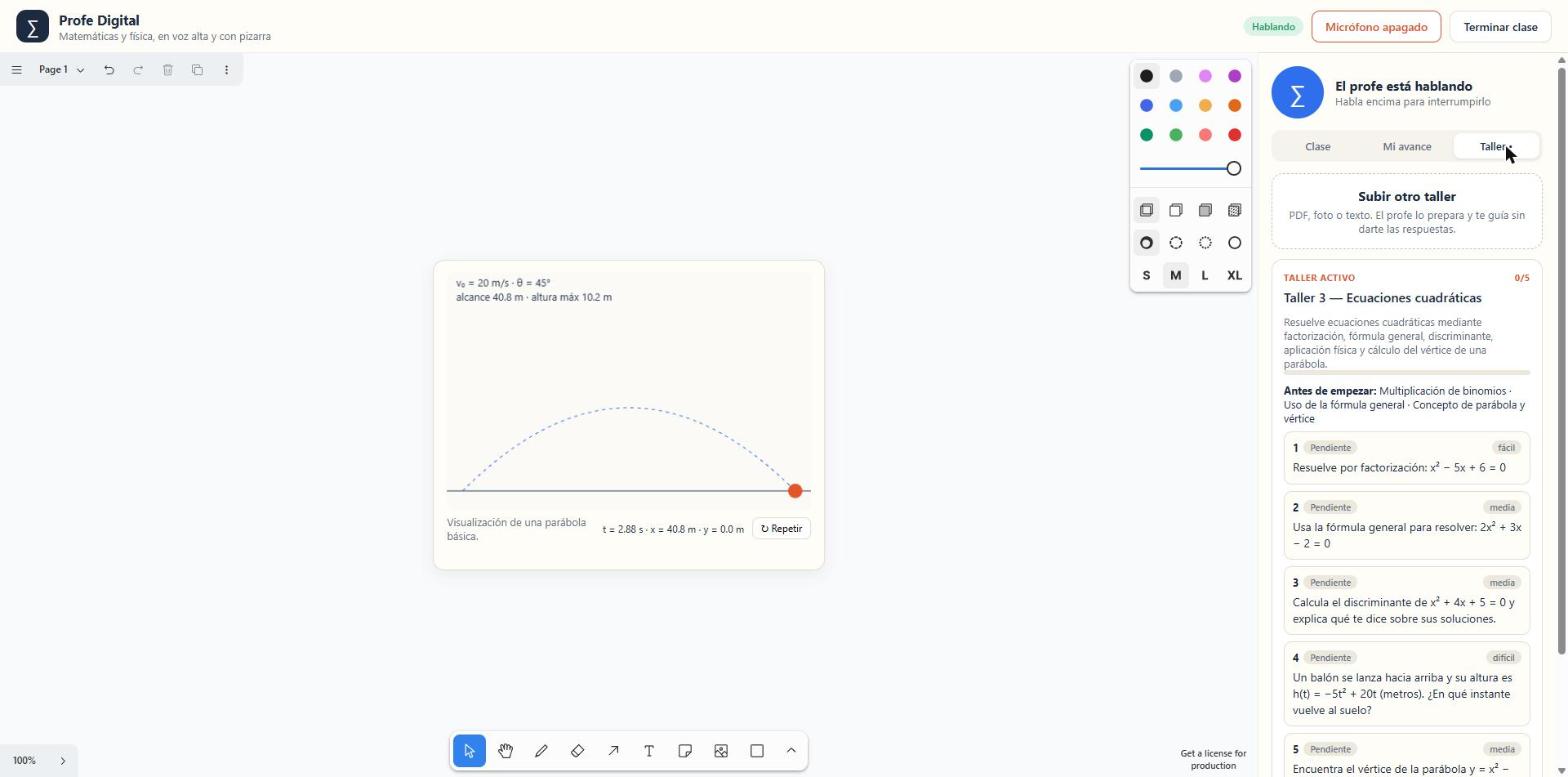 Profe Digital
Matemáticas y física, en voz alta y con pizarra
Hablando
Micrófono apagado
Terminar clase
Page 1
v₀ = 20 m/s · θ = 45°
alcance 40.8 m · altura máx 10.2 m
Visualización de una parábola
básica.
t = 2.88 s · x = 40.8 m · y = 0.0 m
↻ Repetir
S M L XL
100%
Get a license for
production
∑
El profe está hablando
Habla encima para interrumpirlo
Clase
Mi avance
Taller
Subir otro taller
PDF, foto o texto. El profe lo prepara y te guía sin
darte las respuestas.
TALLER ACTIVO
0/5
Taller 3 — Ecuaciones cuadráticas
Resuelve ecuaciones cuadráticas mediante
factorización, fórmula general, discriminante,
aplicación física y cálculo del vértice de una
parábola.
Antes de empezar: Multiplicación de binomios ·
Uso de la fórmula general · Concepto de parábola y
vértice
1 Pendiente fácil
Resuelve por factorización: x² − 5x + 6 = 0
2 Pendiente media
Usa la fórmula general para resolver: 2x² + 3x
− 2 = 0
3 Pendiente media
Calcula el discriminante de x² + 4x + 5 = 0 y
explica qué te dice sobre sus soluciones.
4 Pendiente difícil
Un balón se lanza hacia arriba y su altura es
h(t) = −5t² + 20t (metros). ¿En qué instante
vuelve al suelo?
5 Pendiente media
Encuentra el vértice de la parábola y = x² −